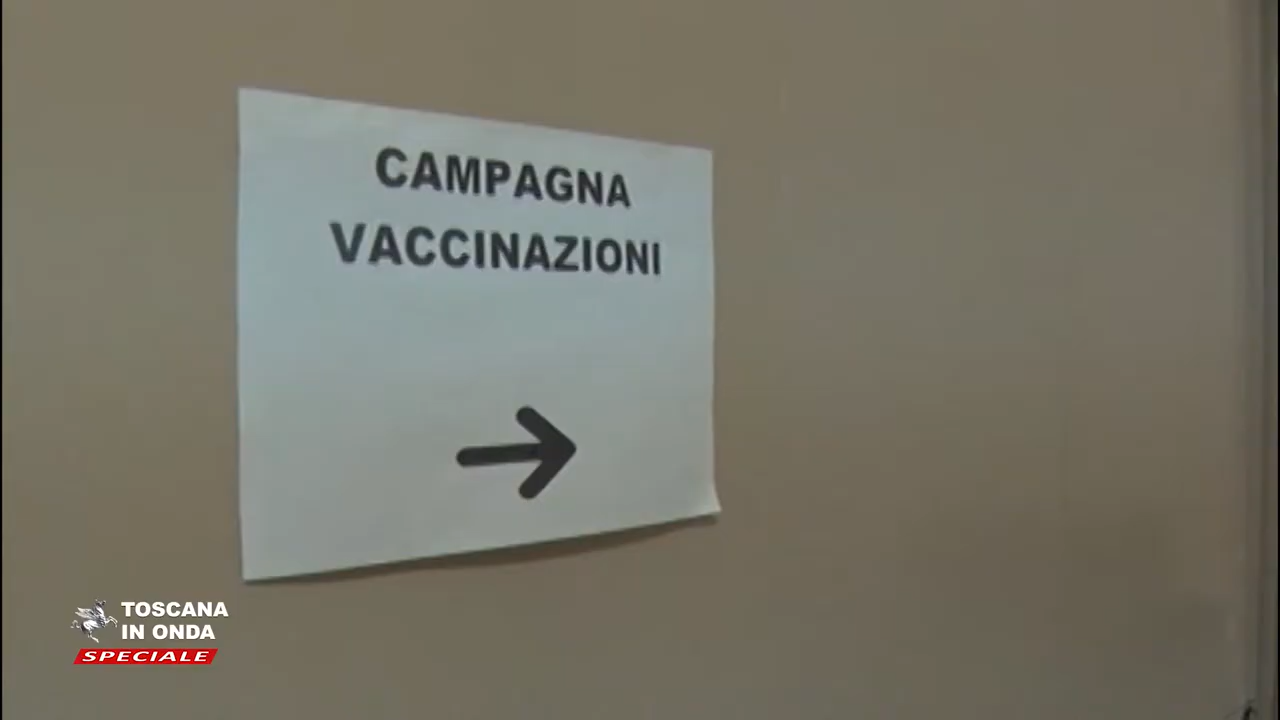 CAMPAGNA
VACCINAZIONI
TOSCANA
IN ONDA
SPECIALE